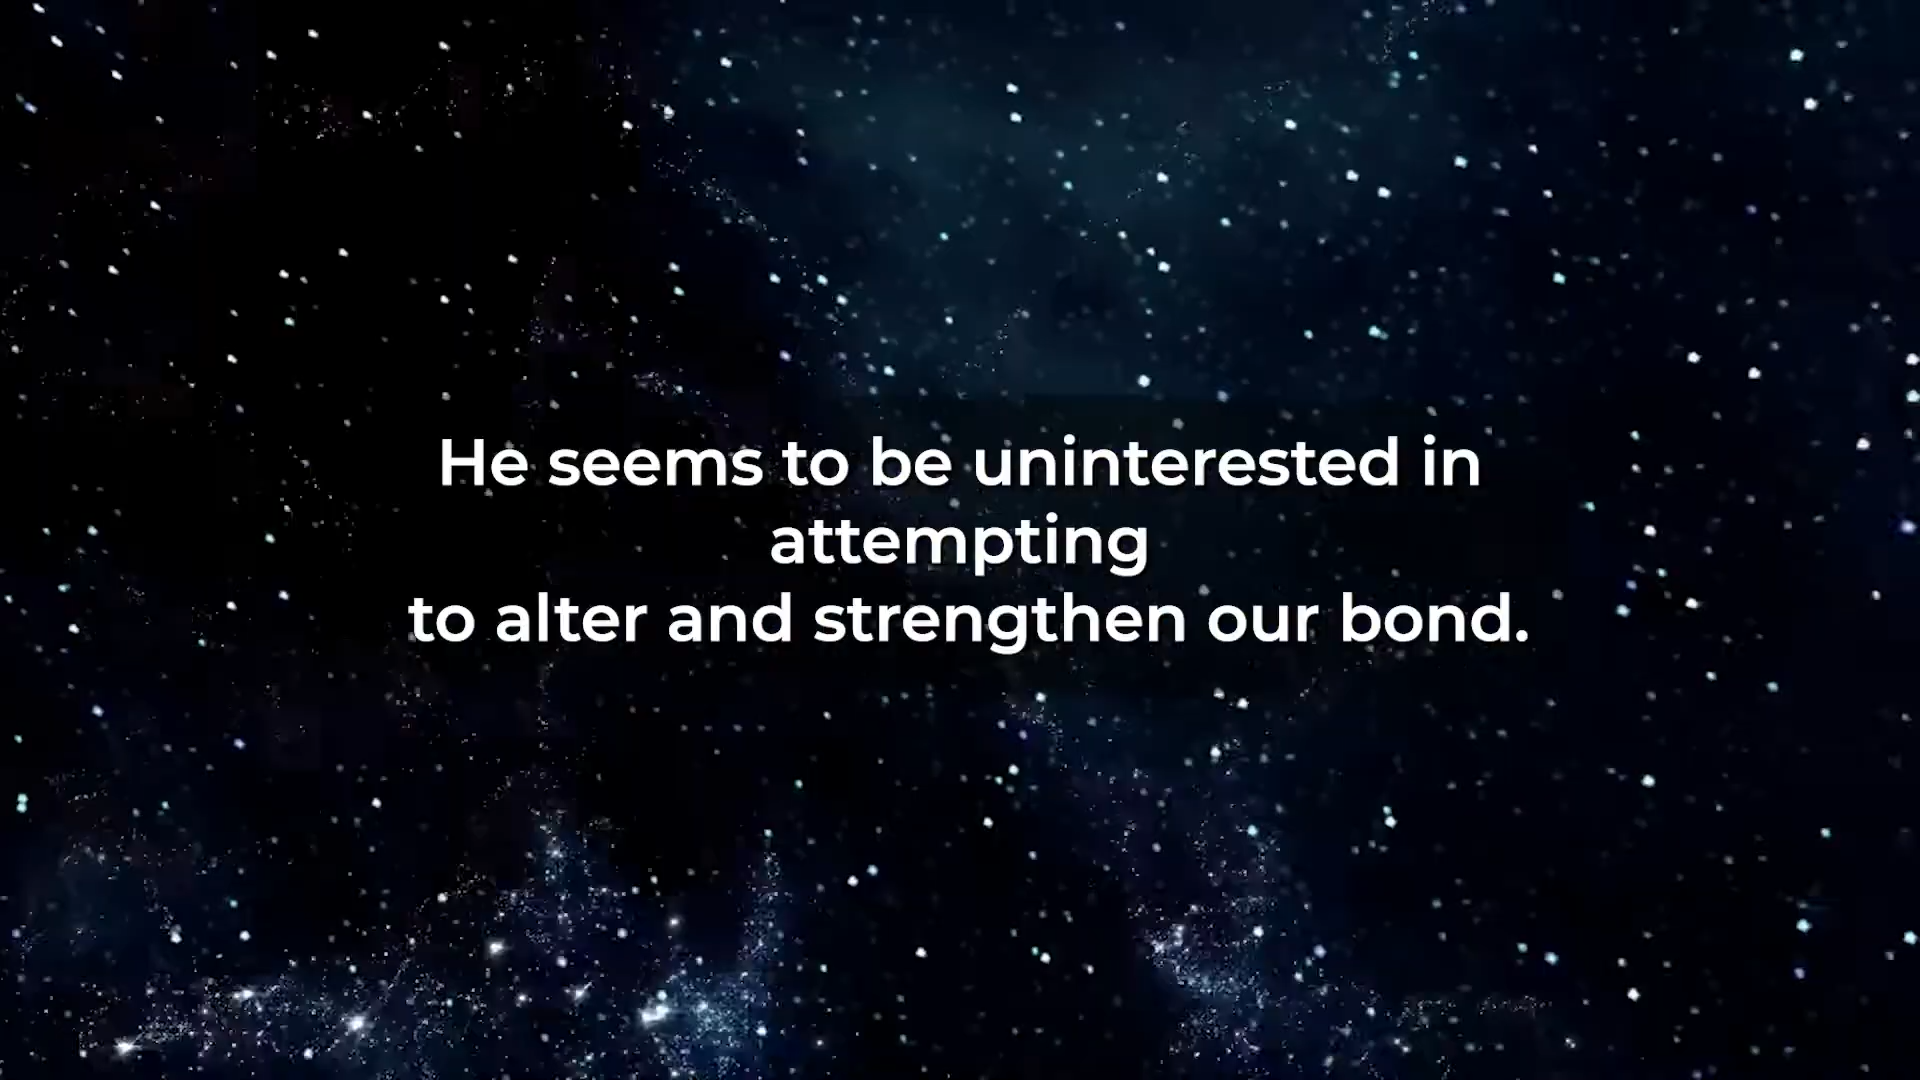 He seems to be uninterested in
attempting
to alter and strengthen our bond.